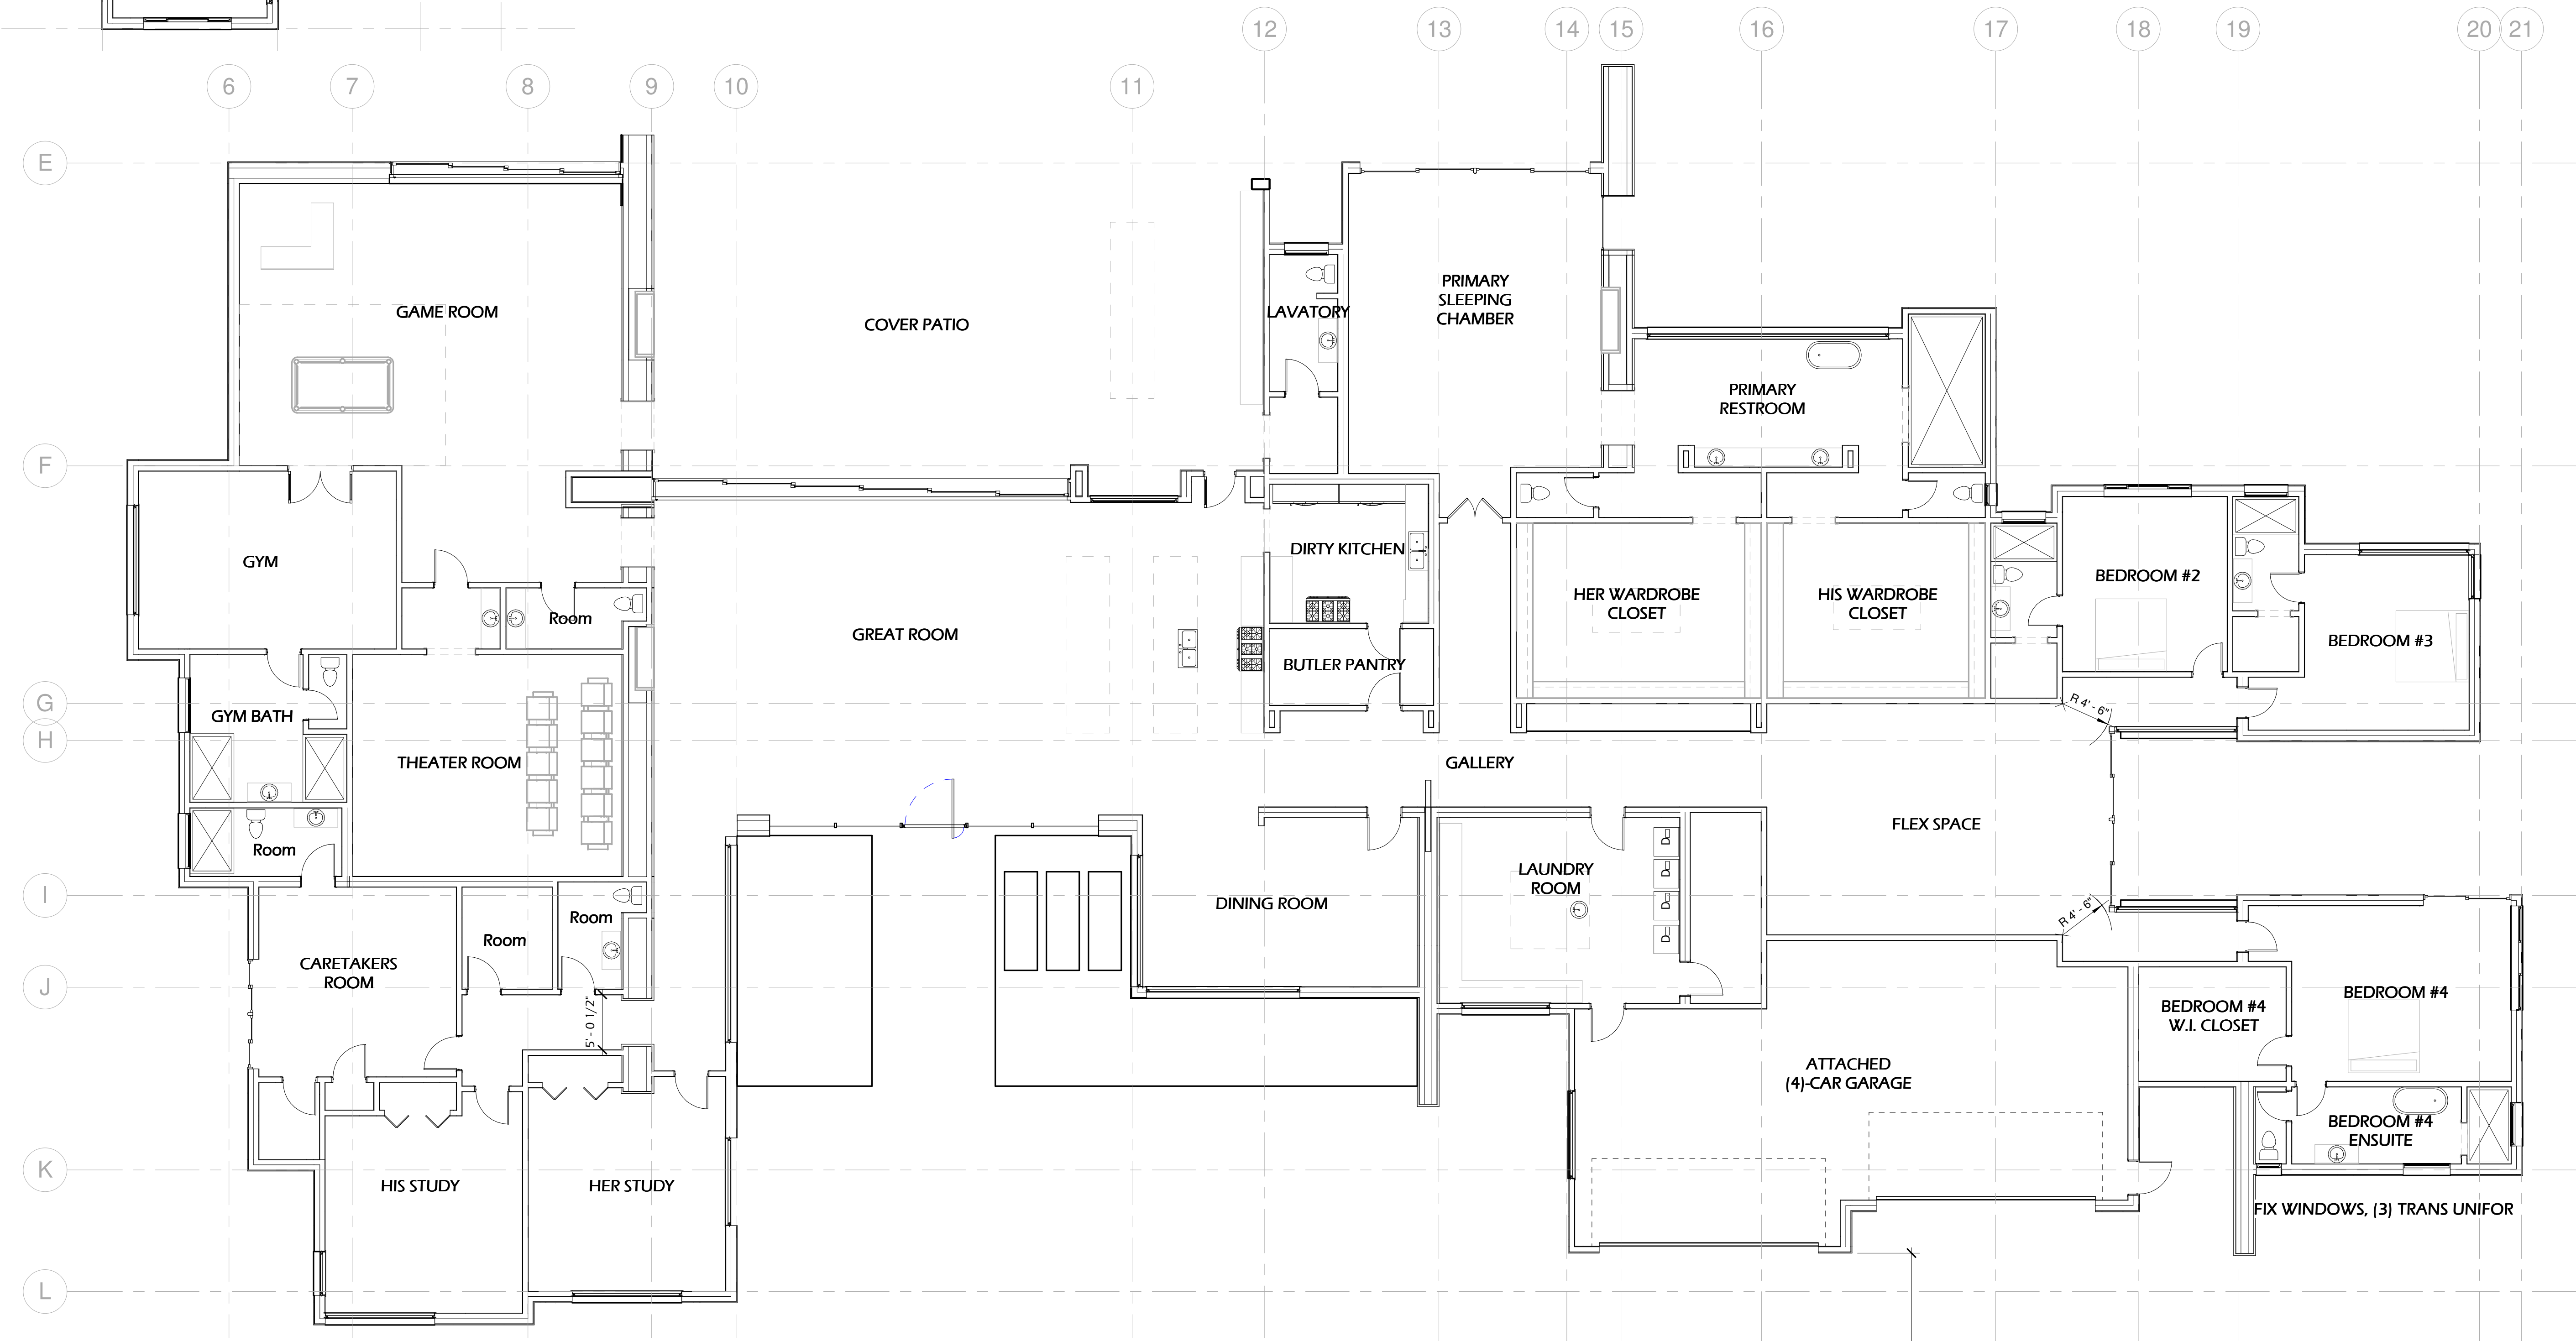 12
13
14
15
16
17
18
19
20
21
6
7
8
9
10
11
E
F
G
H
I
J
K
L
GAME ROOM
COVER PATIO
LAVATORY
PRIMARY
SLEEPING
CHAMBER
PRIMARY
RESTROOM
GYM
Room
GREAT ROOM
DIRTY KITCHEN
BUTLER PANTRY
HER WARDROBE
CLOSET
HIS WARDROBE
CLOSET
BEDROOM #2
BEDROOM #3
R 4' - 6"
GYM BATH
THEATER ROOM
GALLERY
FLEX SPACE
Room
LAUNDRY
ROOM
D
D
D
D
DINING ROOM
R 4' - 6"
Room
Room
CARETAKERS
ROOM
5' - 0 1/2"
BEDROOM #4
BEDROOM #4
W.I. CLOSET
ATTACHED
(4)-CAR GARAGE
BEDROOM #4
ENSUITE
HIS STUDY
HER STUDY
FIX WINDOWS, (3) TRANS UNIFOR